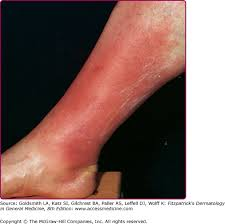 Source: Goldsmith LA, Katz SI, Gilchrest BA, Paller AS, Leffell DJ, Wolff K: Fitzpatrick's Dermatology
in General Medicine, 8th Edition: www.accessmedicine.com
Copyright © The McGraw-Hill Companies, Inc. All rights reserved.